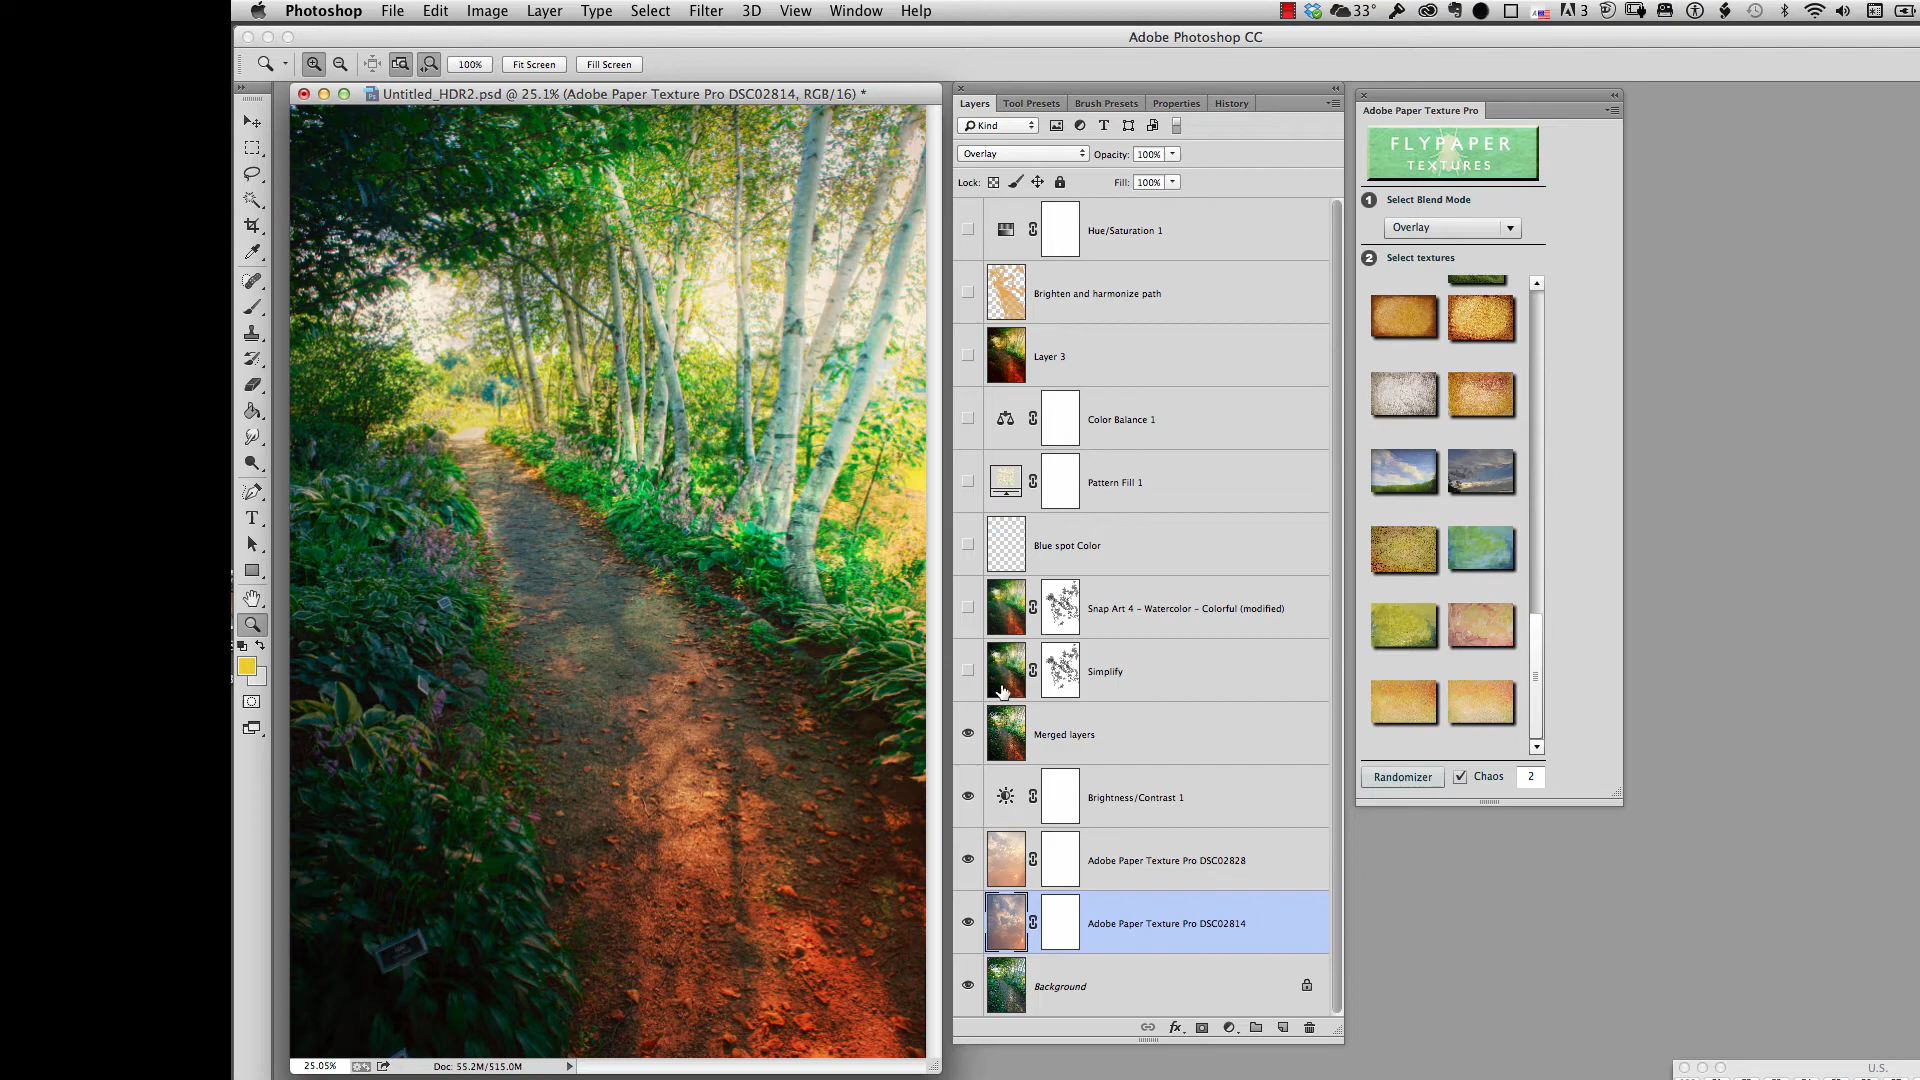 Photoshop File Edit Image Layer Type Select Filter 3D View Window Help 33° 3
Adobe Photoshop CC
100% Fit Screen Fill Screen
Untitled_HDR2.psd @ 25.1% (Adobe Paper Texture Pro DSC02814, RGB/16) *
Layers Tool Presets Brush Presets Properties History
Kind
Overlay Opacity: 100%
Lock: Fill: 100%
Hue/Saturation 1
Brighten and harmonize path
Layer 3
Color Balance 1
Pattern Fill 1
Blue spot Color
Snap Art 4 - Watercolor - Colorful (modified)
Simplify
Merged layers
Brightness/Contrast 1
Adobe Paper Texture Pro DSC02828
Adobe Paper Texture Pro DSC02814
Background
25.05% Doc: 55.2M/515.0M
Adobe Paper Texture Pro
FLYPAPER
TEXTURES
1 Select Blend Mode
Overlay
2 Select textures
Randomizer Chaos 2
U.S.